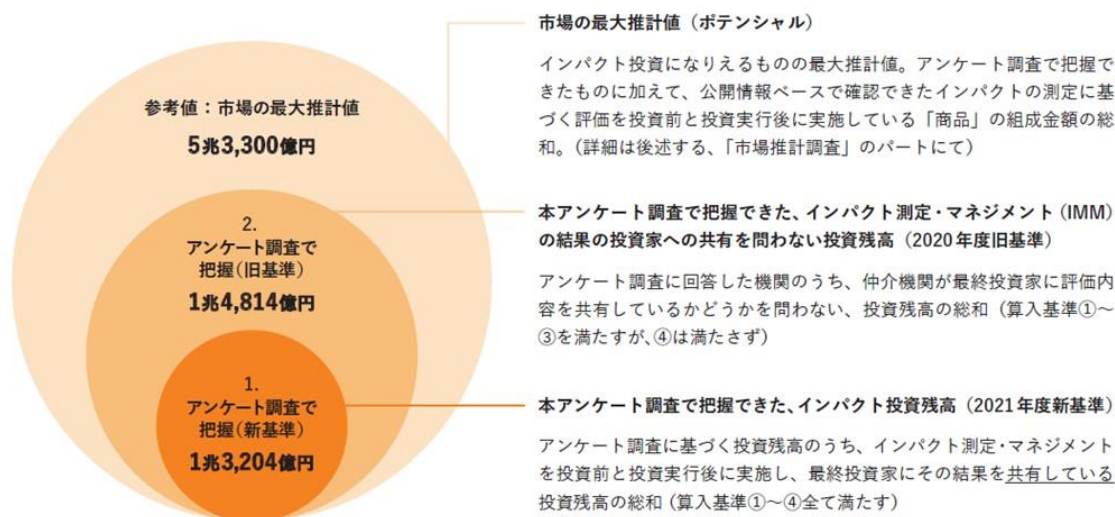 参考値：市場の最大推計値
5兆3,300億円
2.
アンケート調査で
把握（旧基準）
1兆4,814億円
1.
アンケート調査で
把握（新基準）
1兆3,204億円
市場の最大推計値（ポテンシャル）
インパクト投資になりえるものの最大推計値。アンケート調査で把握で
きたものに加えて、公開情報ベースで確認できたインパクトの測定に基
づく評価を投資前と投資実行後に実施している「商品」の組成金額の総
和。（詳細は後述する、「市場推計調査」のパートにて）
本アンケート調査で把握できた、インパクト測定・マネジメント（IMM）
の結果の投資家への共有を問わない投資残高（2020年度旧基準）
アンケート調査に回答した機関のうち、仲介機関が最終投資家に評価内
容を共有しているかどうかを問わない、投資残高の総和（算入基準①～
③を満たすが、④は満たさず）
本アンケート調査で把握できた、インパクト投資残高（2021年度新基準）
アンケート調査に基づく投資残高のうち、インパクト測定・マネジメント
を投資前と投資実行後に実施し、最終投資家にその結果を共有している
投資残高の総和（算入基準①～④全て満たす）